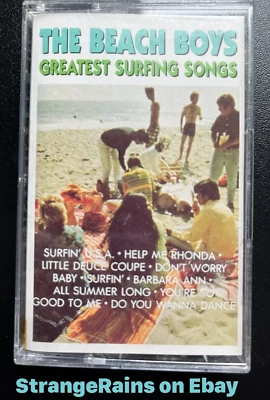 THE BEACH BOYS
GREATEST SURFING SONGS
SURFIN' U.S.A. • HELP ME RHONDA •
LITTLE DEUCE COUPE • DON'T WORRY
BABY • SURFIN' • BARBARA ANN •
ALL SUMMER LONG • YOU'RE SO
GOOD TO ME • DO YOU WANNA DANCE
StrangeRains on Ebay